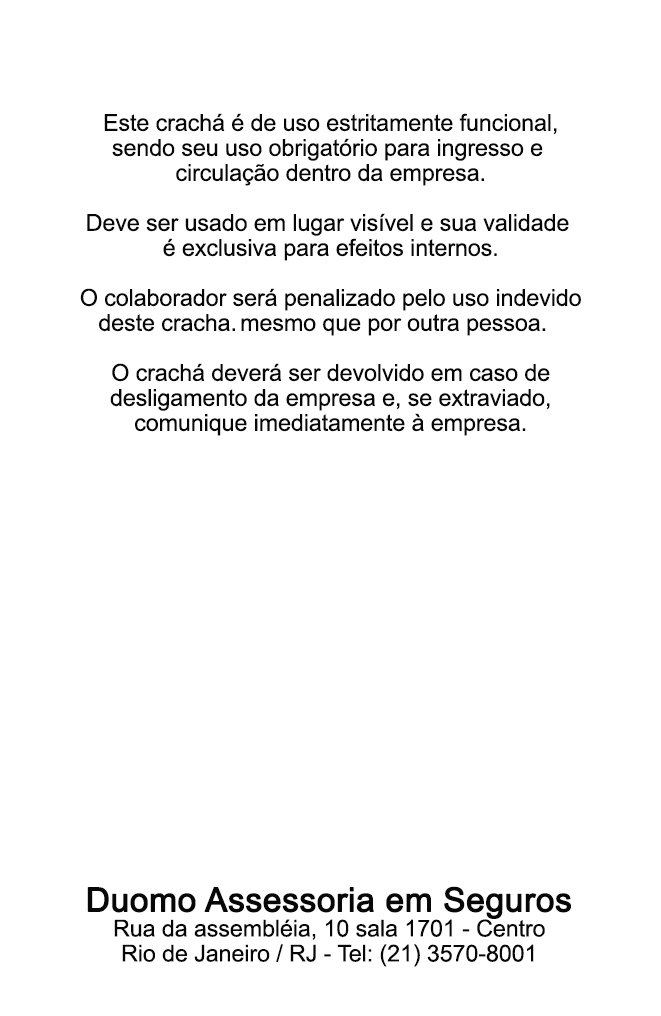 Este crachá é de uso estritamente funcional,
sendo seu uso obrigatório para ingresso e
circulação dentro da empresa.
Deve ser usado em lugar visível e sua validade
é exclusiva para efeitos internos.
O colaborador será penalizado pelo uso indevido
deste cracha. mesmo que por outra pessoa.
O crachá deverá ser devolvido em caso de
desligamento da empresa e, se extraviado,
comunique imediatamente à empresa.
Duomo Assessoria em Seguros
Rua da assembléia, 10 sala 1701 - Centro
Rio de Janeiro / RJ - Tel: (21) 3570-8001